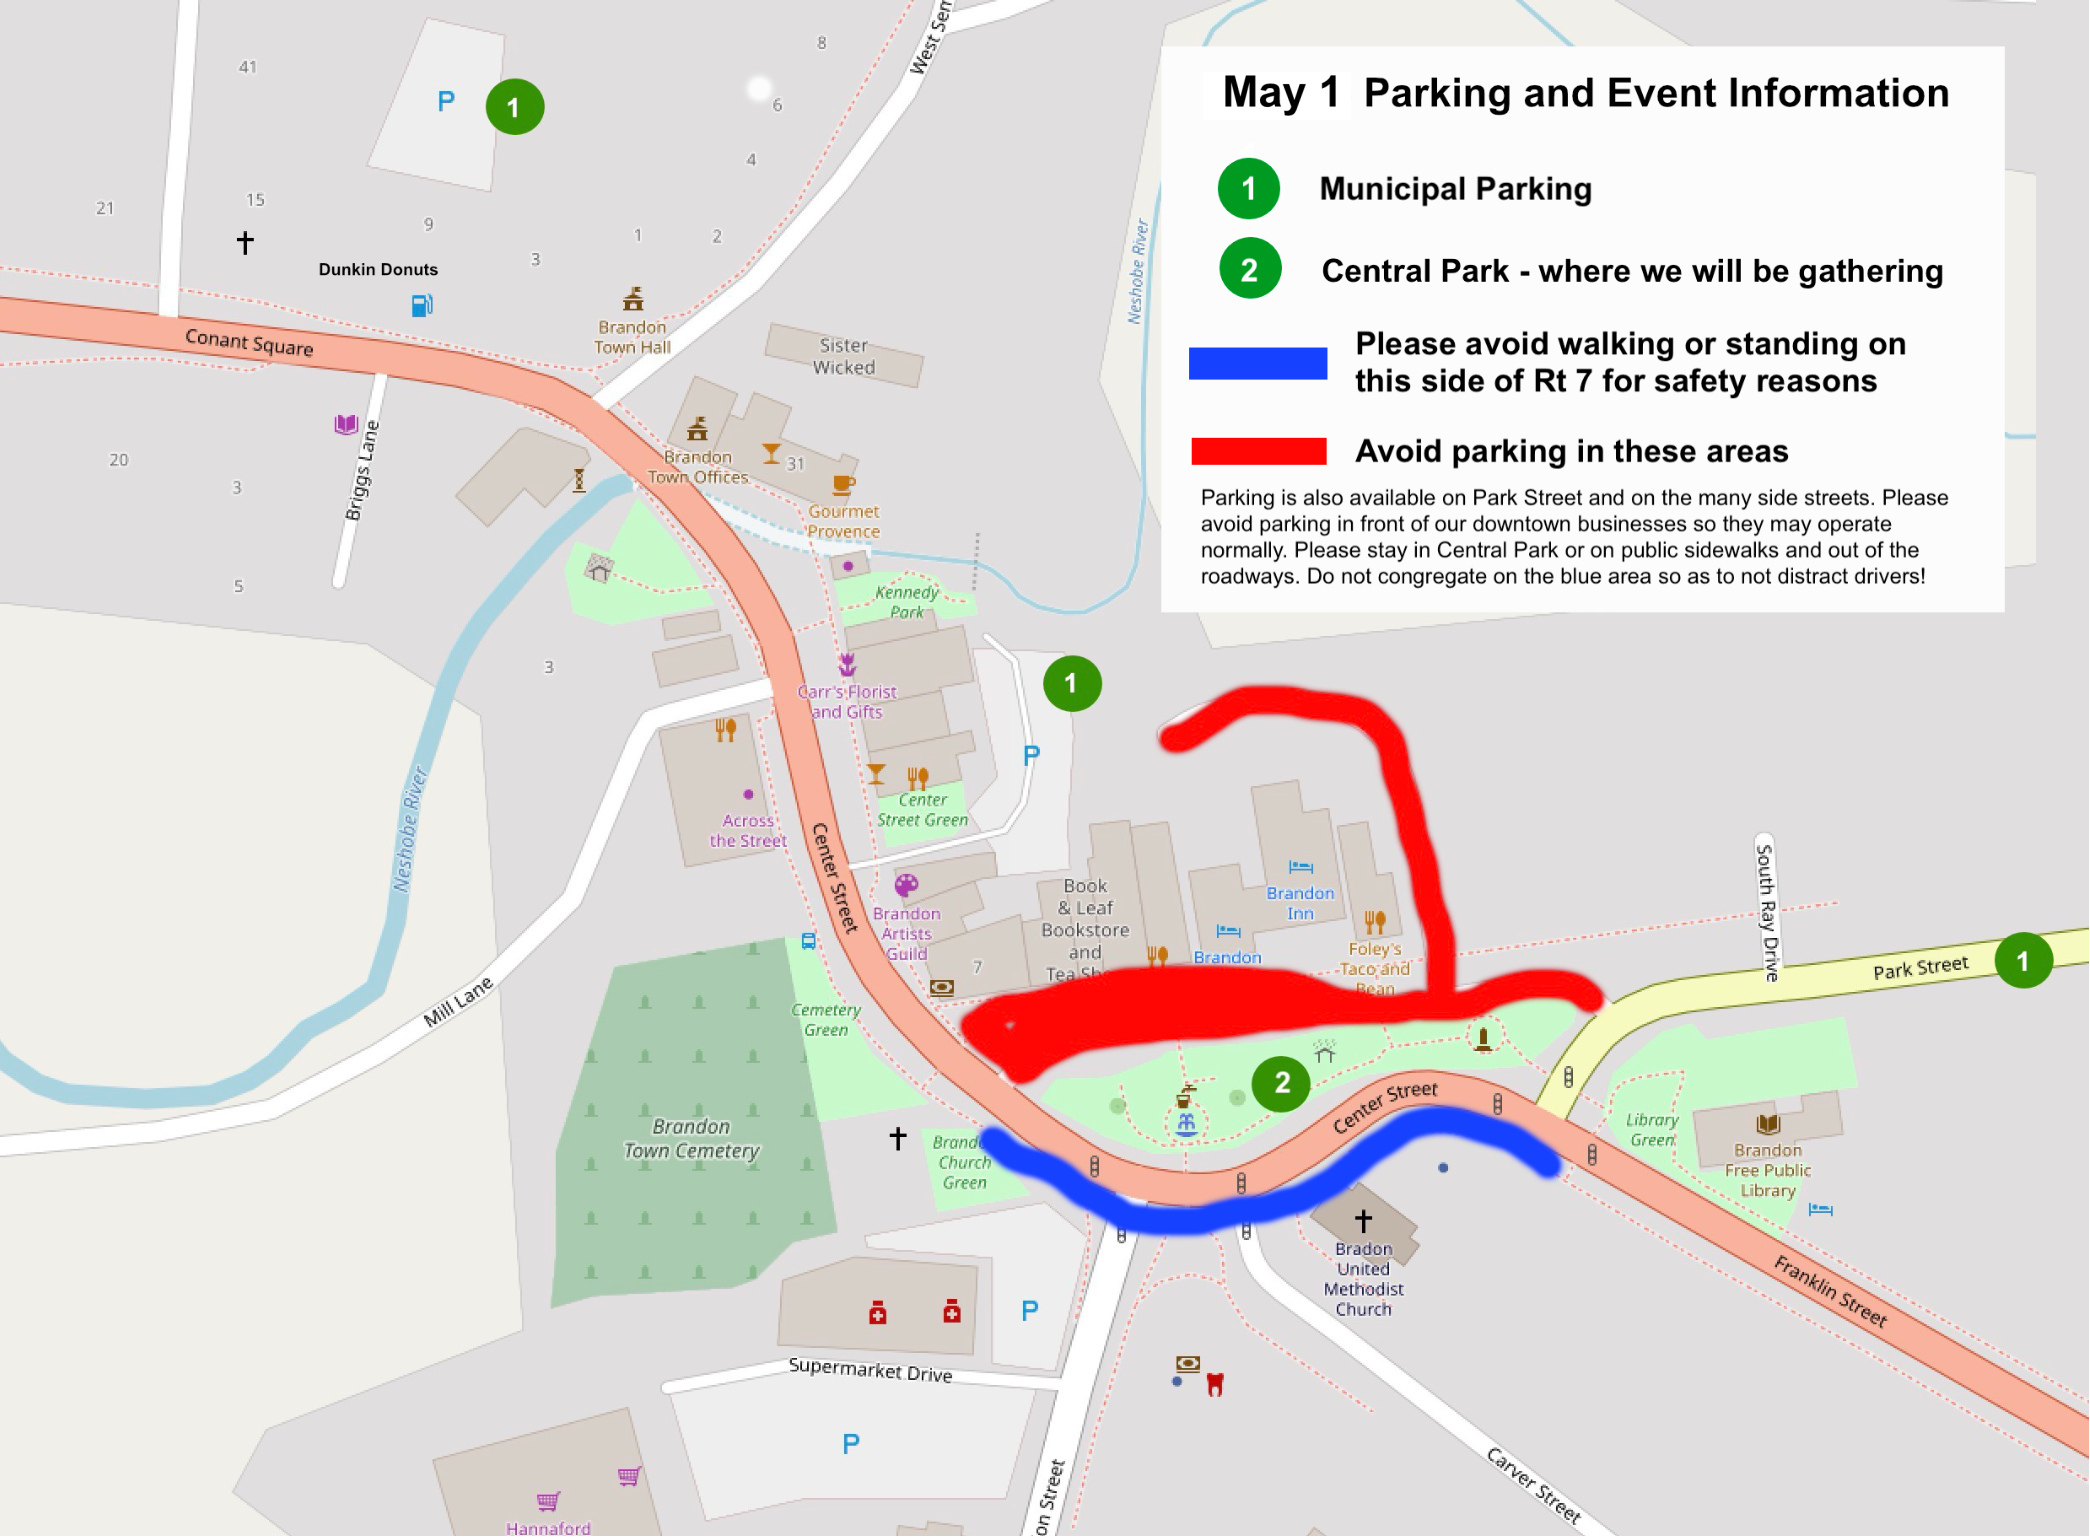 May 1 Parking and Event Information
1 Municipal Parking
2 Central Park - where we will be gathering
Please avoid walking or standing on
this side of Rt 7 for safety reasons
Avoid parking in these areas
Parking is also available on Park Street and on the many side streets. Please
avoid parking in front of our downtown businesses so they may operate
normally. Please stay in Central Park or on public sidewalks and out of the
roadways. Do not congregate on the blue area so as to not distract drivers!
41
P
1
8
West Sem
6
4
21
15
9
3
1
2
Dunkin Donuts
Brandon
Town Hall
Conant Square
Sister
Wicked
Neshobe River
Briggs Lane
20
3
5
Brandon
Town Offices
31
Gourmet
Provence
Kennedy
Park
3
Carr's Florist
and Gifts
1
P
Across
the Street
Center
Street Green
Center Street
Neshobe River
Mill Lane
Brandon
Artists
Guild
7
Book
& Leaf
Bookstore
and
Tea Sh
Brandon
Brandon
Inn
Foley's
Taco and
Bean
South Ray Drive
Park Street
1
Cemetery
Green
Brandon
Town Cemetery
2
Center Street
Brand
Church
Green
Library
Green
Brandon
Free Public
Library
Bradon
United
Methodist
Church
Franklin Street
P
Supermarket Drive
P
on Street
Carver Street
Hannaford